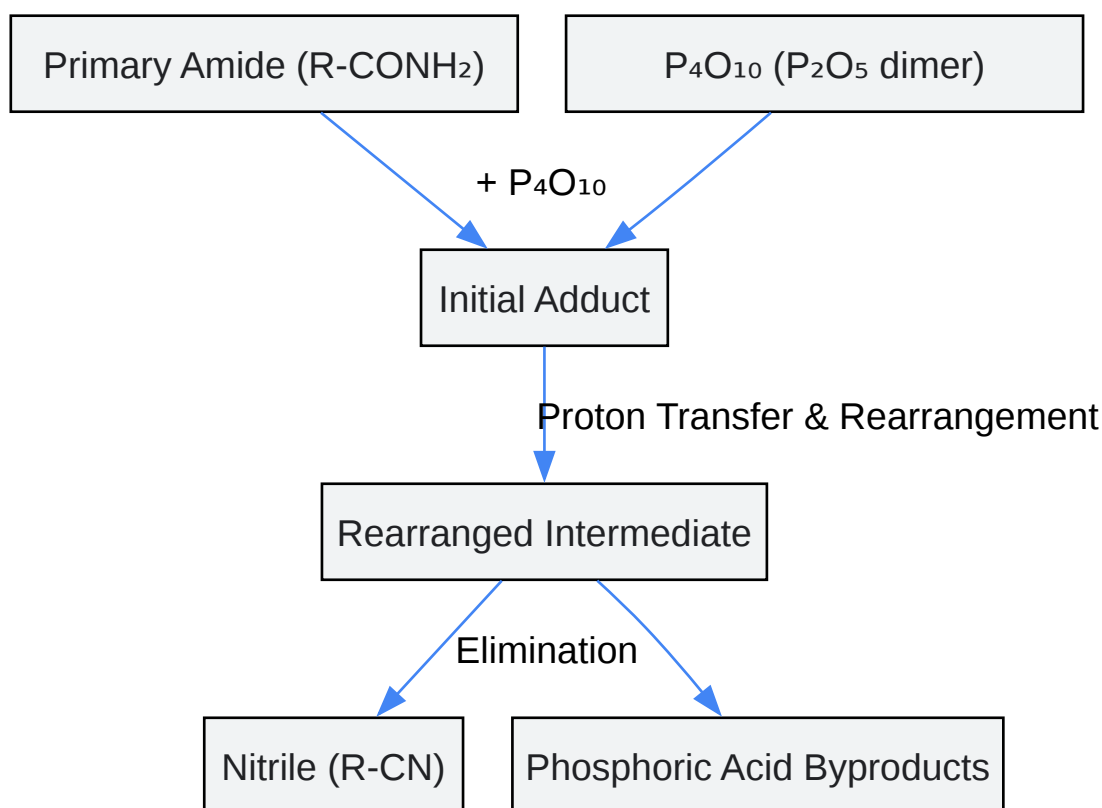 Primary Amide (R-CONH₂)
P₄O₁₀ (P₂O₅ dimer)
+ P₄O₁₀
Initial Adduct
Proton Transfer & Rearrangement
Rearranged Intermediate
Elimination
Nitrile (R-CN)
Phosphoric Acid Byproducts